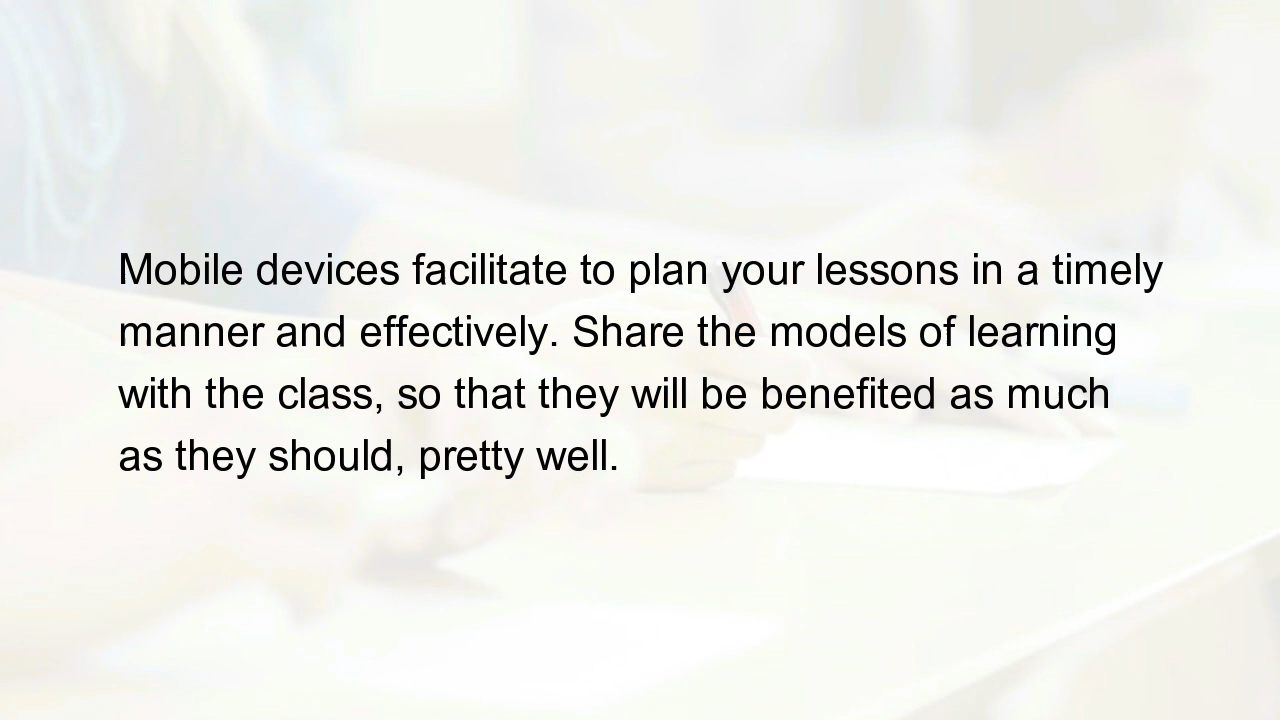 Mobile devices facilitate to plan your lessons in a timely
manner and effectively. Share the models of learning
with the class, so that they will be benefited as much
as they should, pretty well.